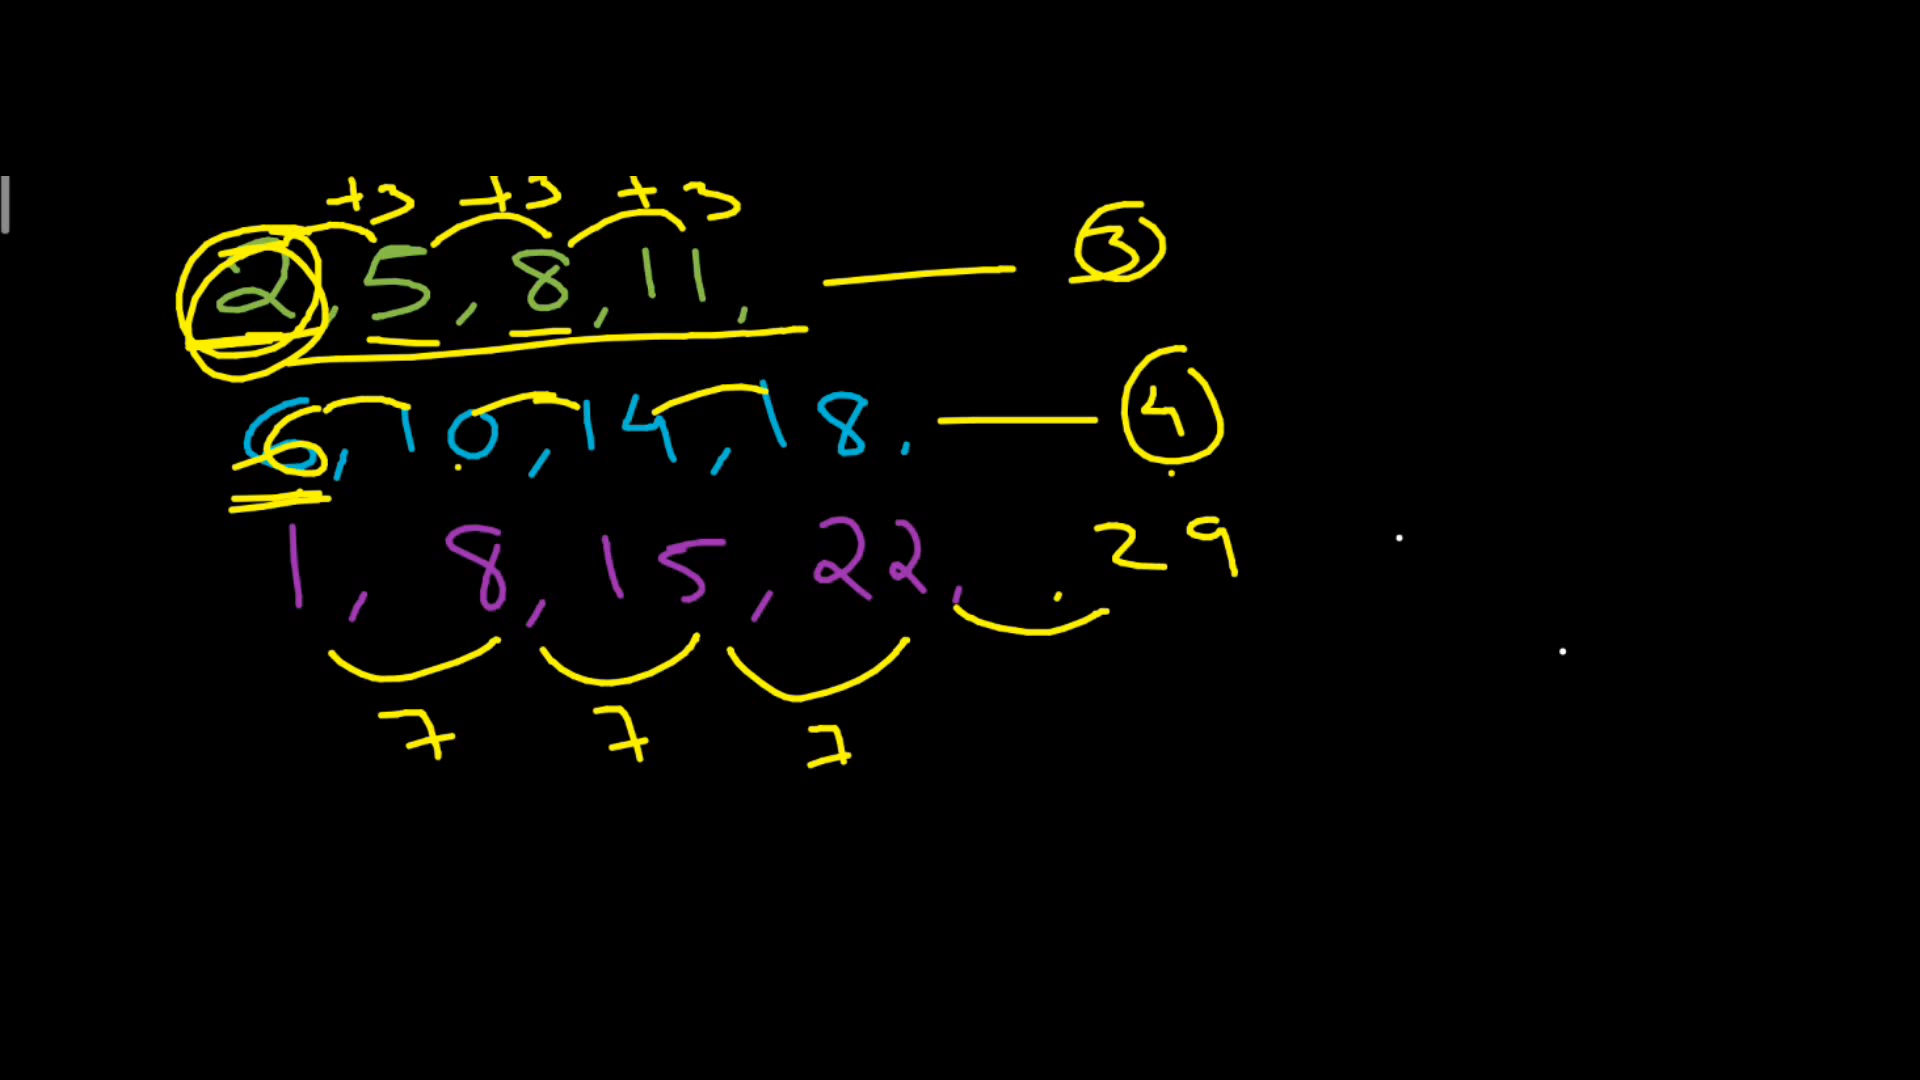 +3 +3 +3
2, 5, 8, 11, — 3
6, 10, 14, 18. — 4
1, 8, 15, 22, 29
7 7 7